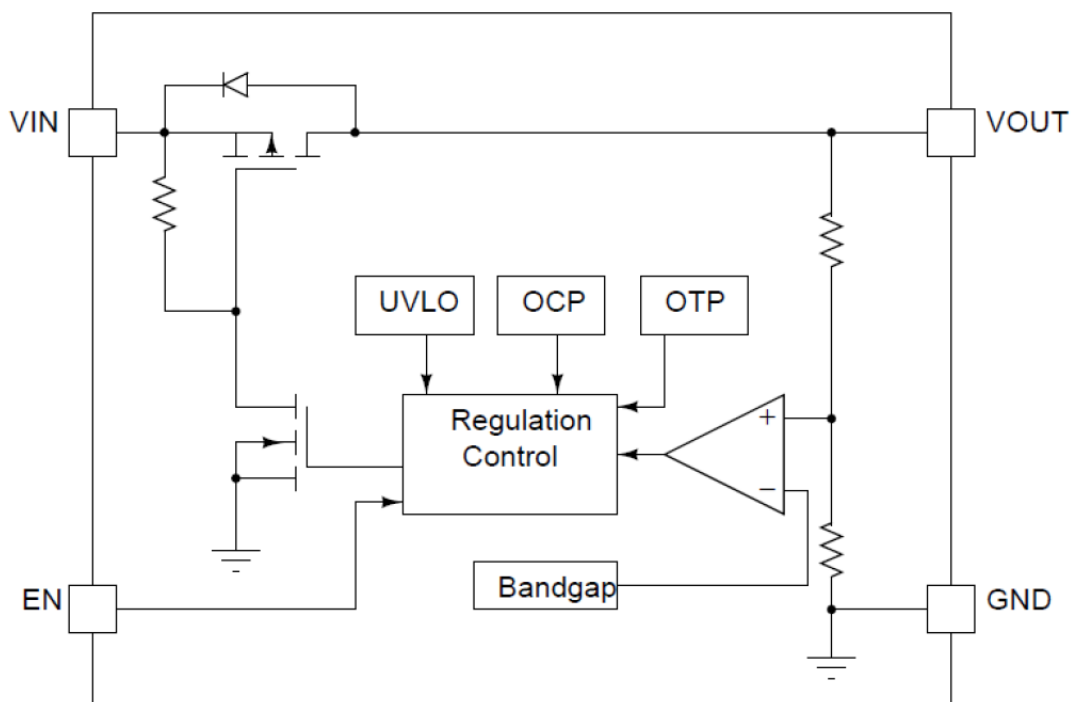 VIN
VOUT
UVLO
OCP
OTP
Regulation
Control
+
−
Bandgap
EN
GND